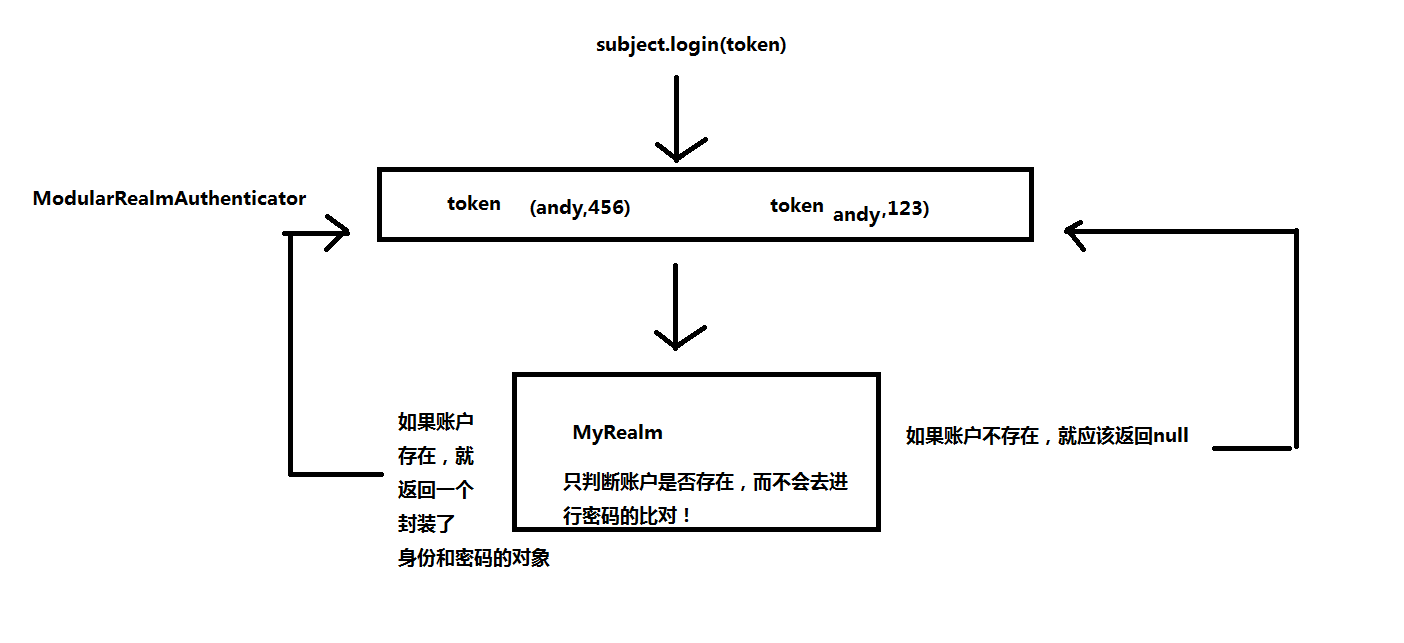 subject.login(token)
ModularRealmAuthenticator
token (andy,456) token andy,123)
如果账户
存在，就
返回一个
封装了
身份和密码的对象
MyRealm
只判断账户是否存在，而不会去进
行密码的比对！
如果账户不存在，就应该返回null